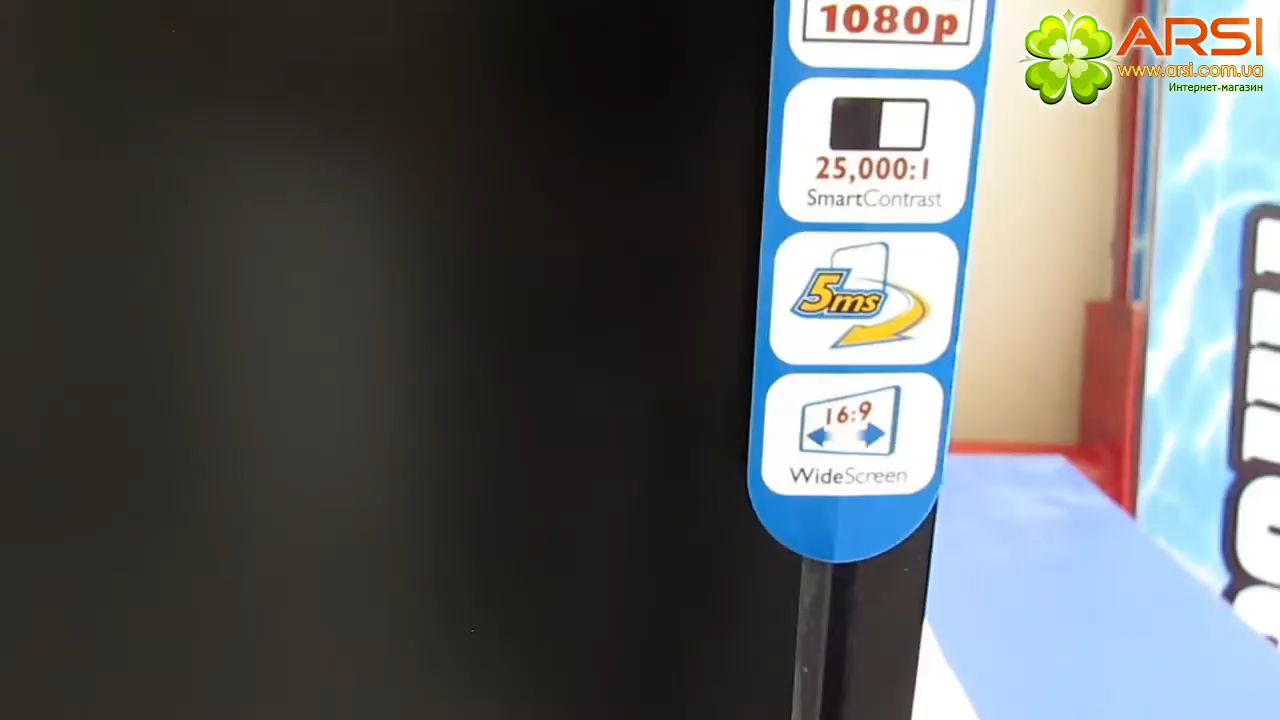 1080p
25,000:1
SmartContrast
5ms
16:9
WideScreen
ARSI
www.arsi.com.ua
Интернет-магазин